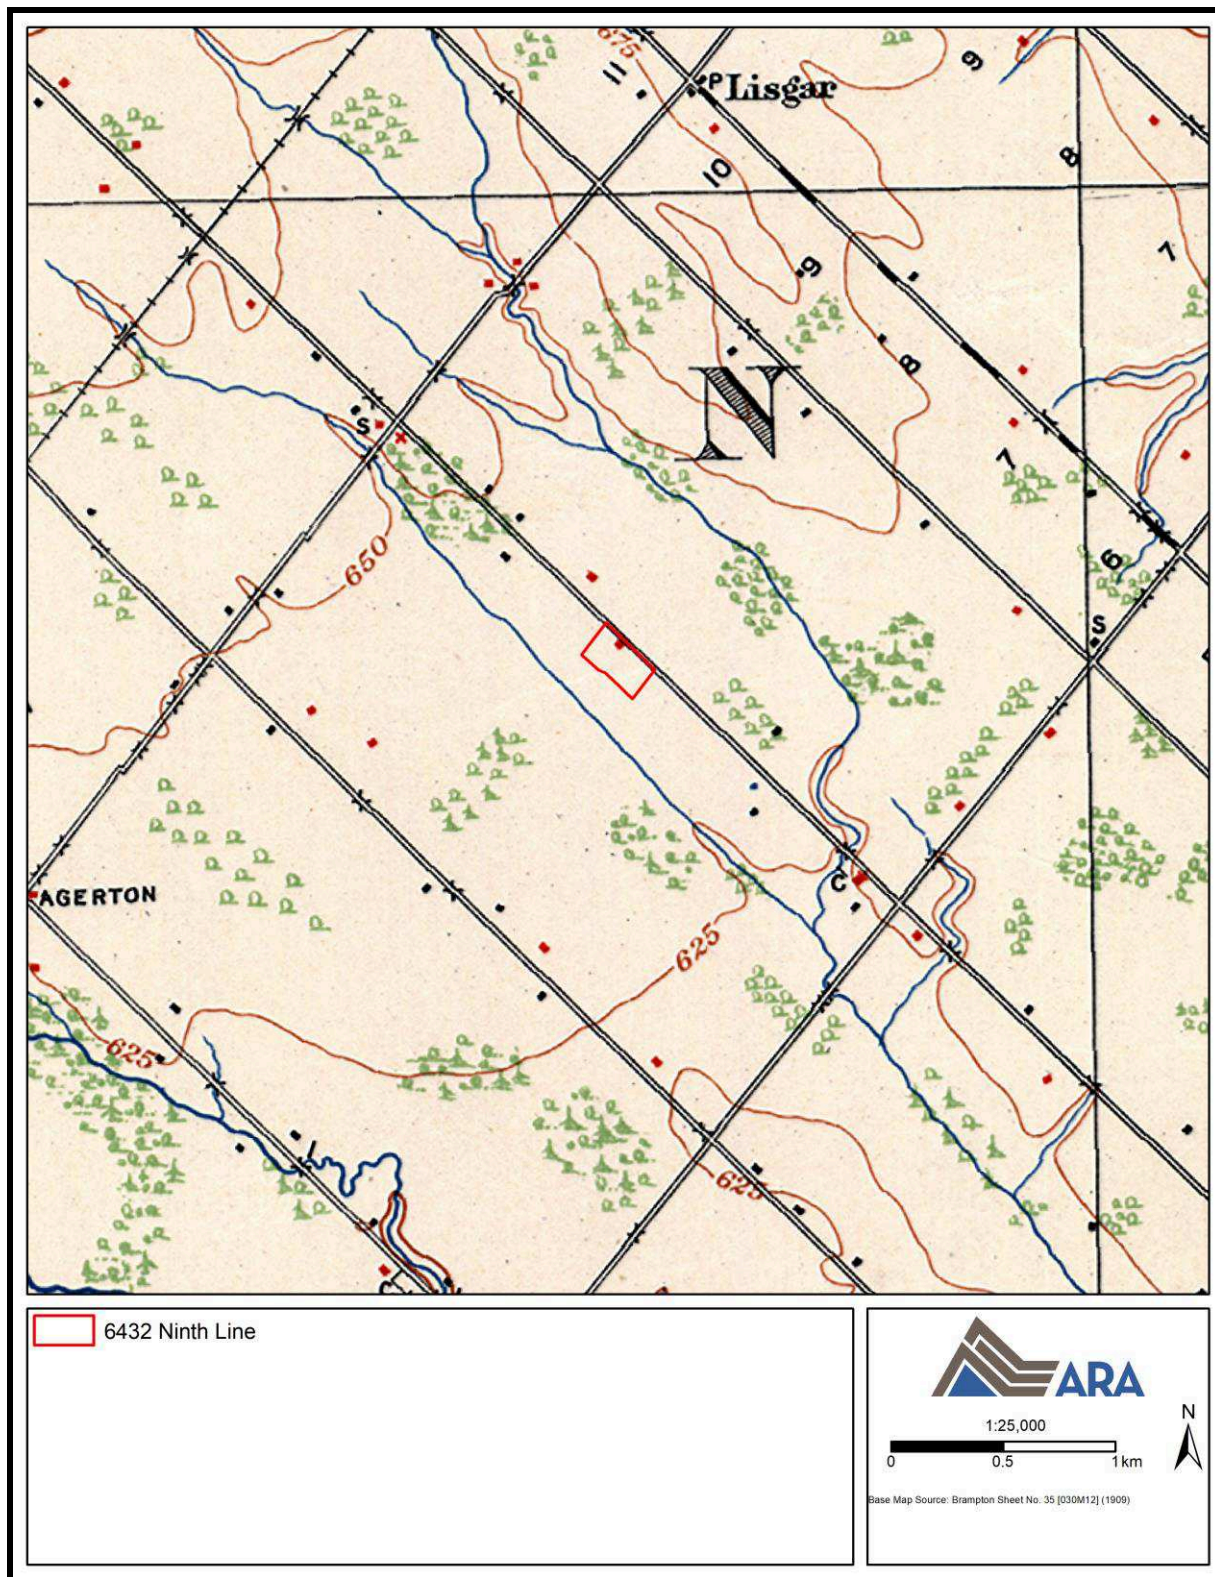 675
11
P Lisgar
9
10
8
9
7
N
8
S
7
650
6
S
AGERTON
C
625
625
625
C
6432 Ninth Line
ARA
1:25,000
N
0 0.5 1 km
Base Map Source: Brampton Sheet No. 35 [030M12] (1909)